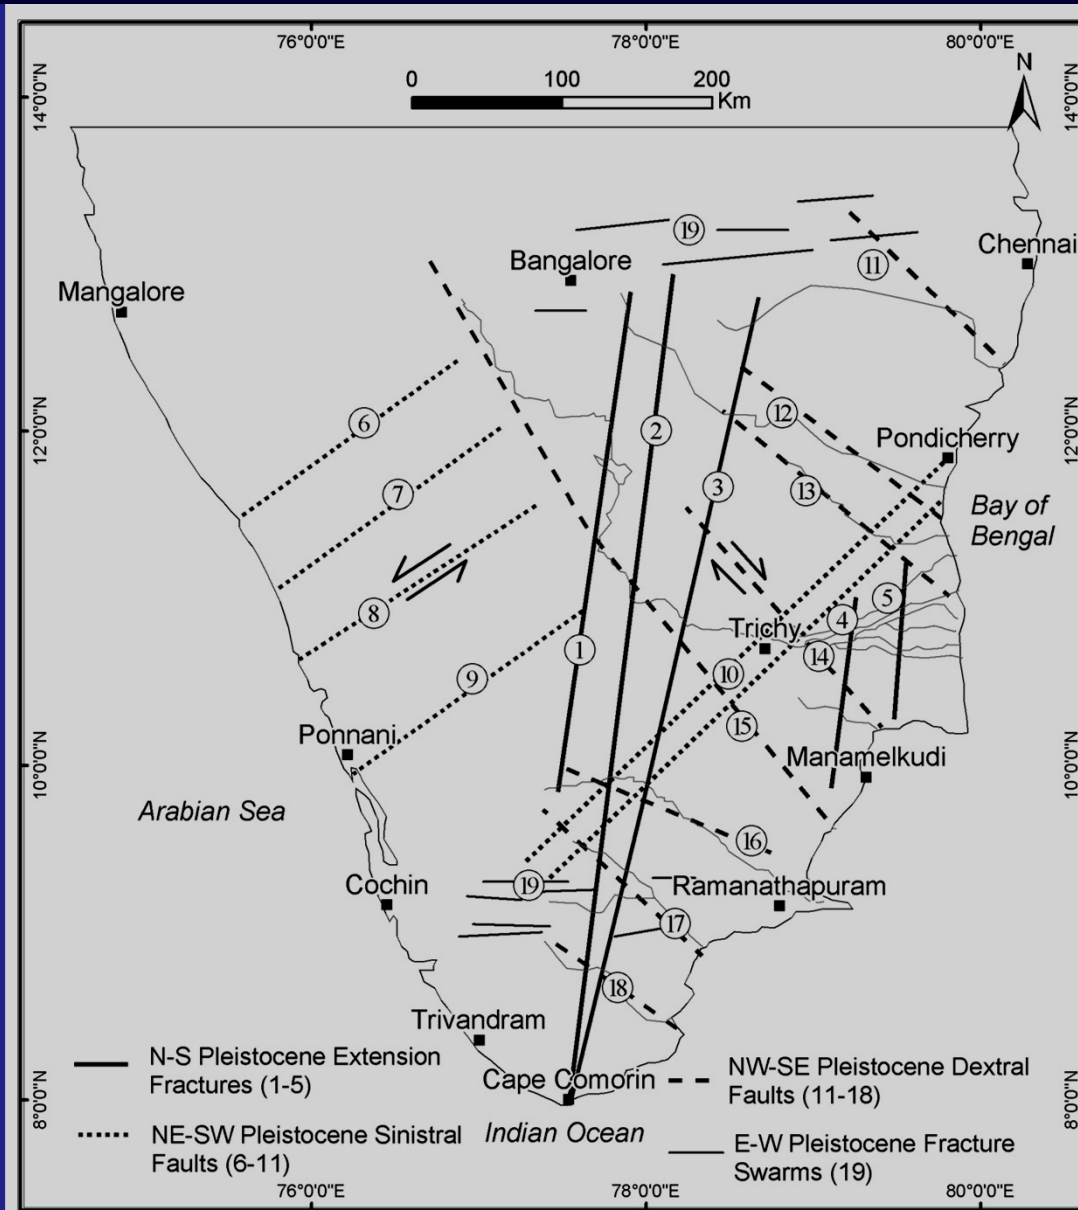 76°0'0"E
78°0'0"E
80°0'0"E
0
100
200
Km
N
14°0'0"N
14°0'0"N
19
Chennai
Bangalore
11
Mangalore
12
6
2
12°0'0"N
12°0'0"N
Pondicherry
3
7
13
Bay of
Bengal
5
8
4
Trichy
1
14
9
10
15
Ponnani
10°0'0"N
10°0'0"N
Manamelkudi
Arabian Sea
16
Cochin
19
Ramanathapuram
17
18
Trivandram
N-S Pleistocene Extension
Fractures (1-5)
NW-SE Pleistocene Dextral
Faults (11-18)
Cape Comorin
8°0'0"N
8°0'0"N
NE-SW Pleistocene Sinistral
Faults (6-11)
Indian Ocean
E-W Pleistocene Fracture
Swarms (19)
76°0'0"E
78°0'0"E
80°0'0"E